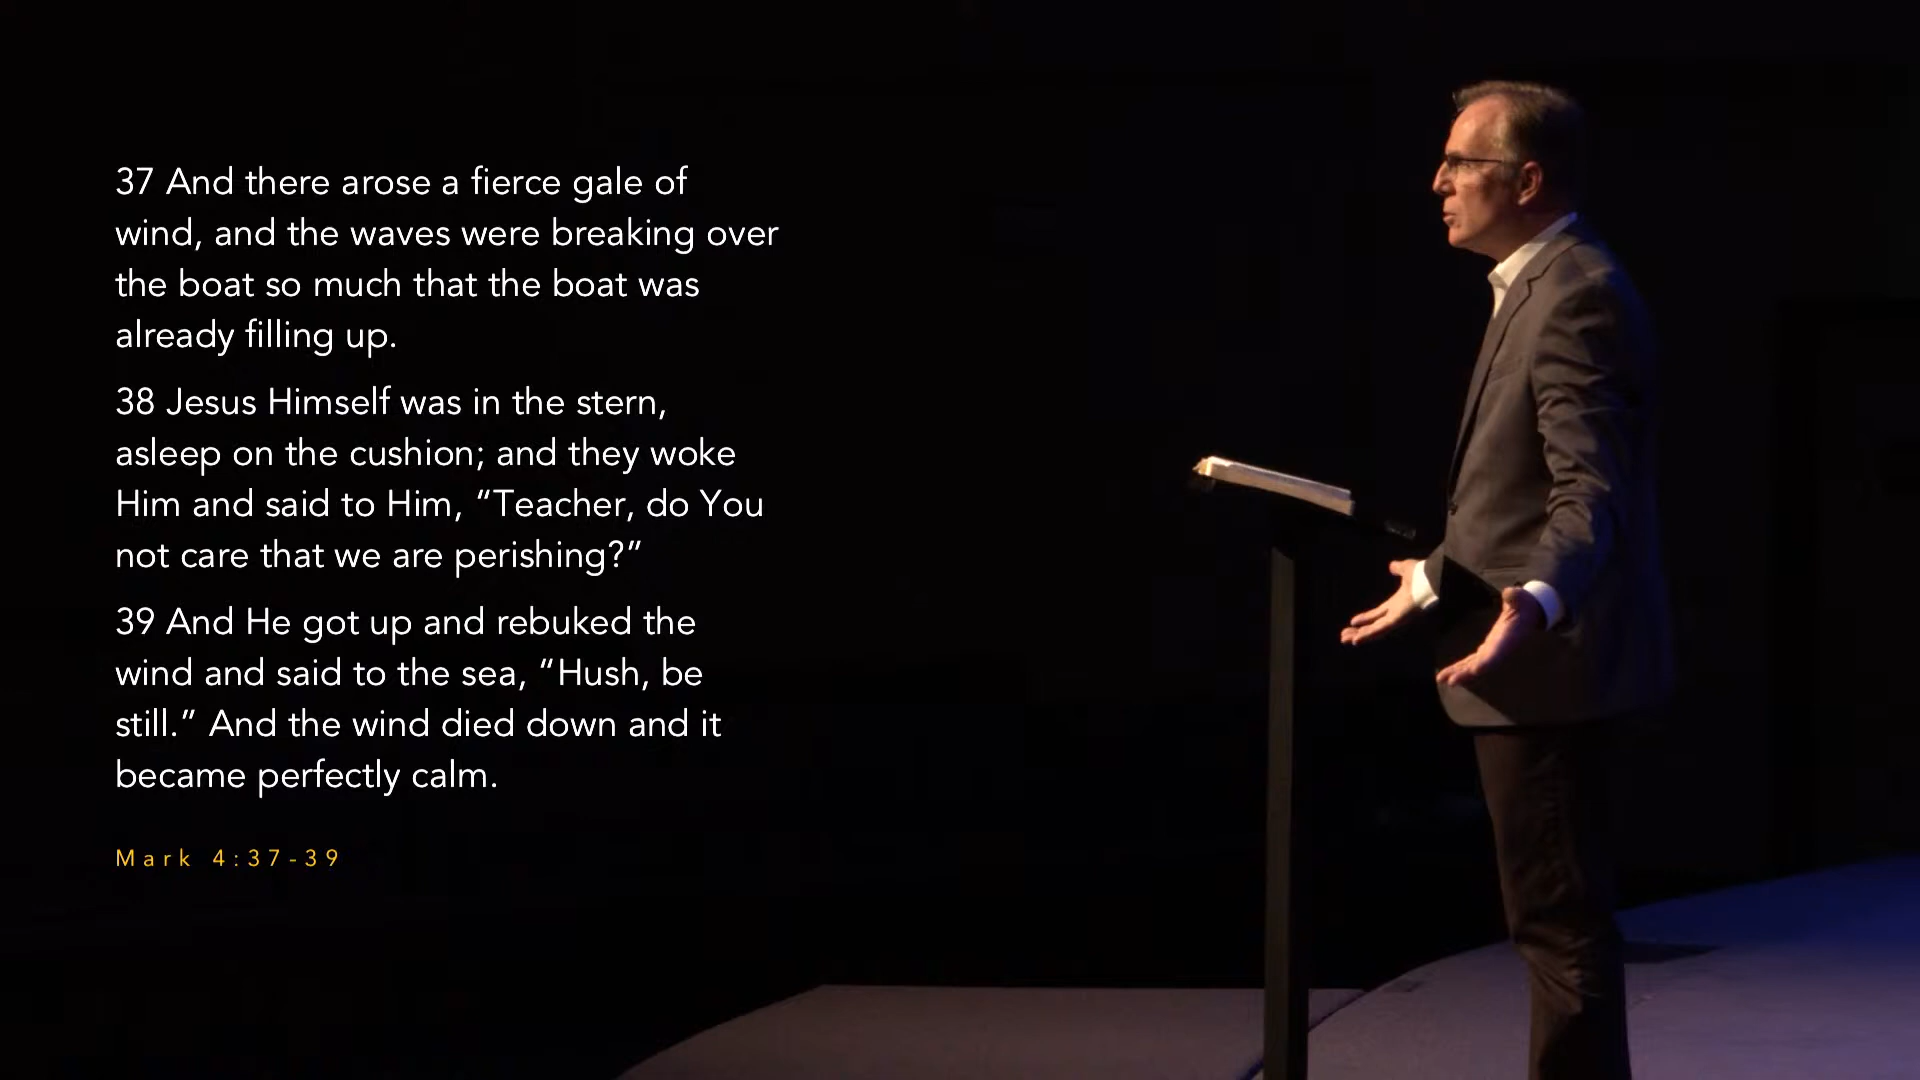 37 And there arose a fierce gale of
wind, and the waves were breaking over
the boat so much that the boat was
already filling up.
38 Jesus Himself was in the stern,
asleep on the cushion; and they woke
Him and said to Him, “Teacher, do You
not care that we are perishing?”
39 And He got up and rebuked the
wind and said to the sea, “Hush, be
still.” And the wind died down and it
became perfectly calm.
Mark 4:37-39